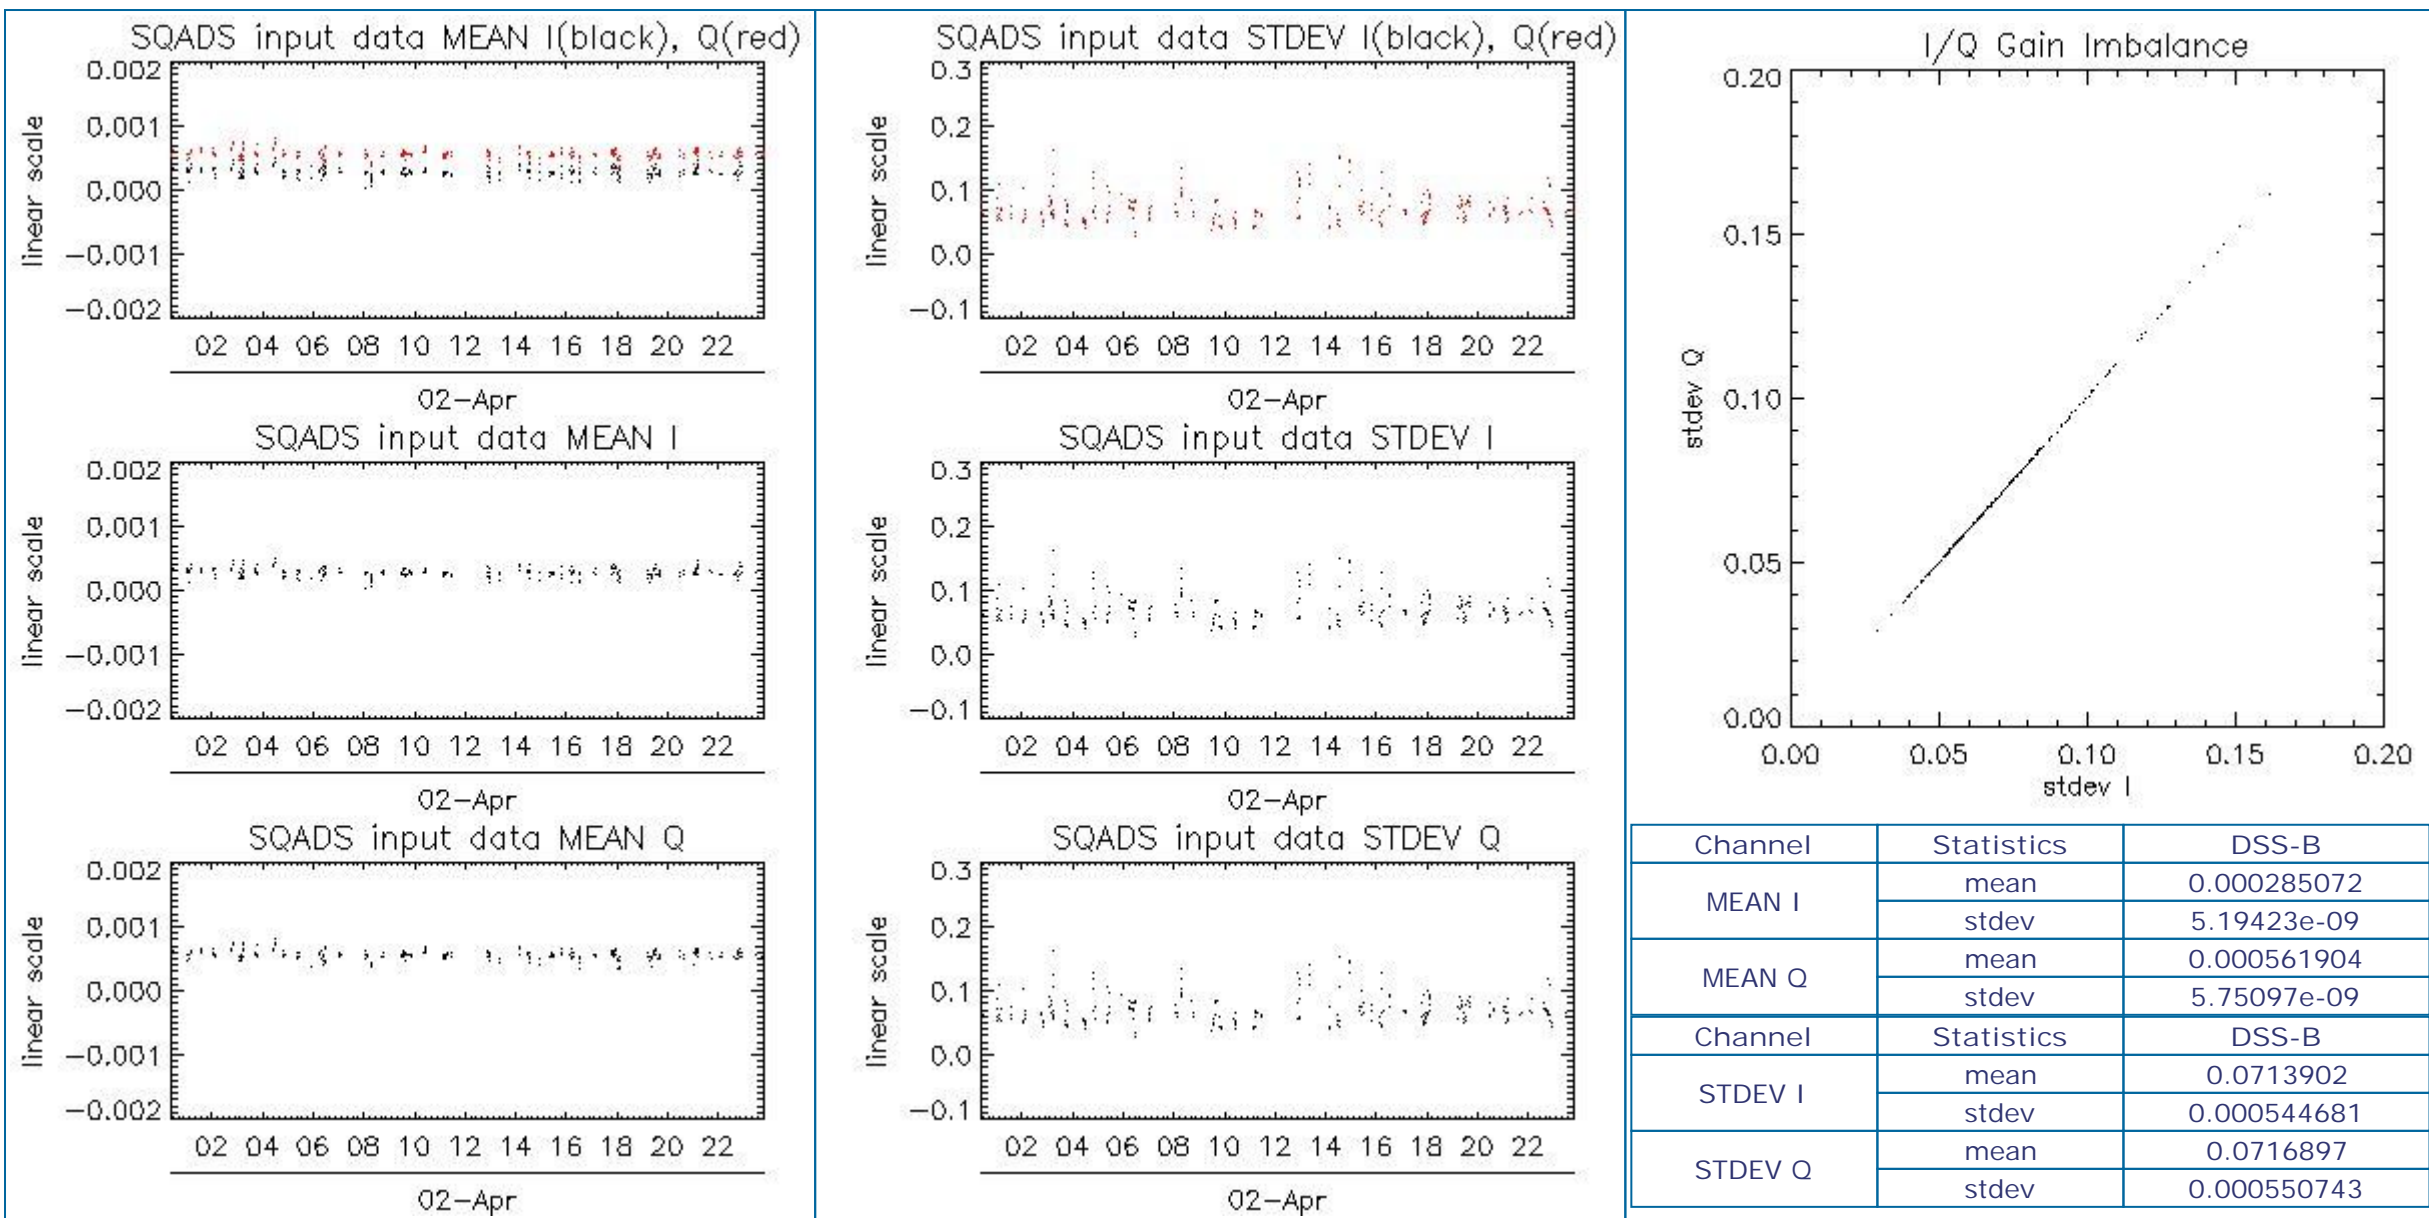 SQADS input data MEAN I(black), Q(red)
0.002
0.001
0.000
-0.001
-0.002
linear scale
02 04 06 08 10 12 14 16 18 20 22
02-Apr
SQADS input data MEAN I
0.002
0.001
0.000
-0.001
-0.002
linear scale
02 04 06 08 10 12 14 16 18 20 22
02-Apr
SQADS input data MEAN Q
0.002
0.001
0.000
-0.001
-0.002
linear scale
02 04 06 08 10 12 14 16 18 20 22
02-Apr
SQADS input data STDEV I(black), Q(red)
0.3
0.2
0.1
0.0
-0.1
linear scale
02 04 06 08 10 12 14 16 18 20 22
02-Apr
SQADS input data STDEV I
0.3
0.2
0.1
0.0
-0.1
linear scale
02 04 06 08 10 12 14 16 18 20 22
02-Apr
SQADS input data STDEV Q
0.3
0.2
0.1
0.0
-0.1
linear scale
02 04 06 08 10 12 14 16 18 20 22
02-Apr
I/Q Gain Imbalance
0.20
0.15
0.10
0.05
0.00
stdev Q
0.00 0.05 0.10 0.15 0.20
stdev I
Channel Statistics DSS-B
MEAN I mean 0.000285072
stdev 5.19423e-09
MEAN Q mean 0.000561904
stdev 5.75097e-09
Channel Statistics DSS-B
STDEV I mean 0.0713902
stdev 0.000544681
STDEV Q mean 0.0716897
stdev 0.000550743